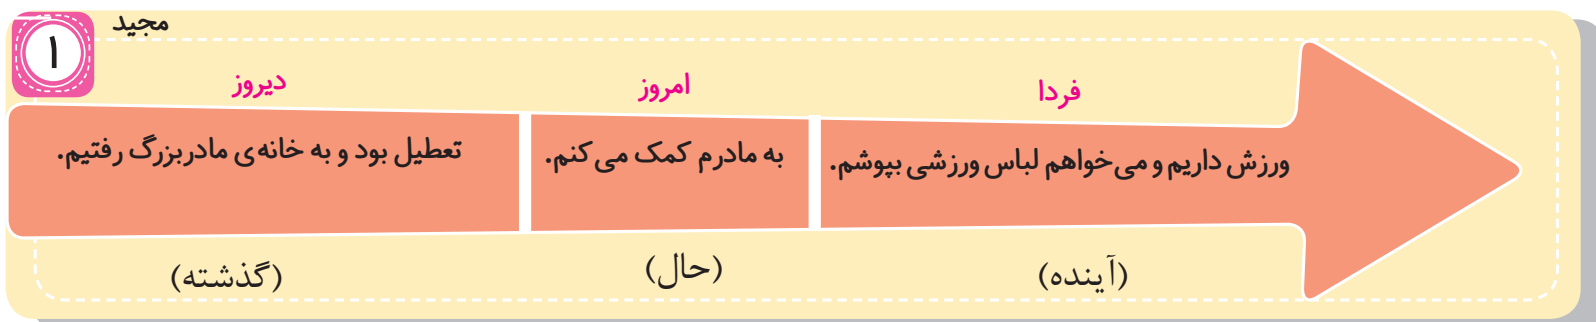 ۱
مجید
دیروز
امروز
فردا
تعطیل بود و به خانه‌ی مادربزرگ رفتیم.
به مادرم کمک می‌کنم.
ورزش داریم و می‌خواهم لباس ورزشی بپوشم.
(گذشته)
(حال)
(آینده)